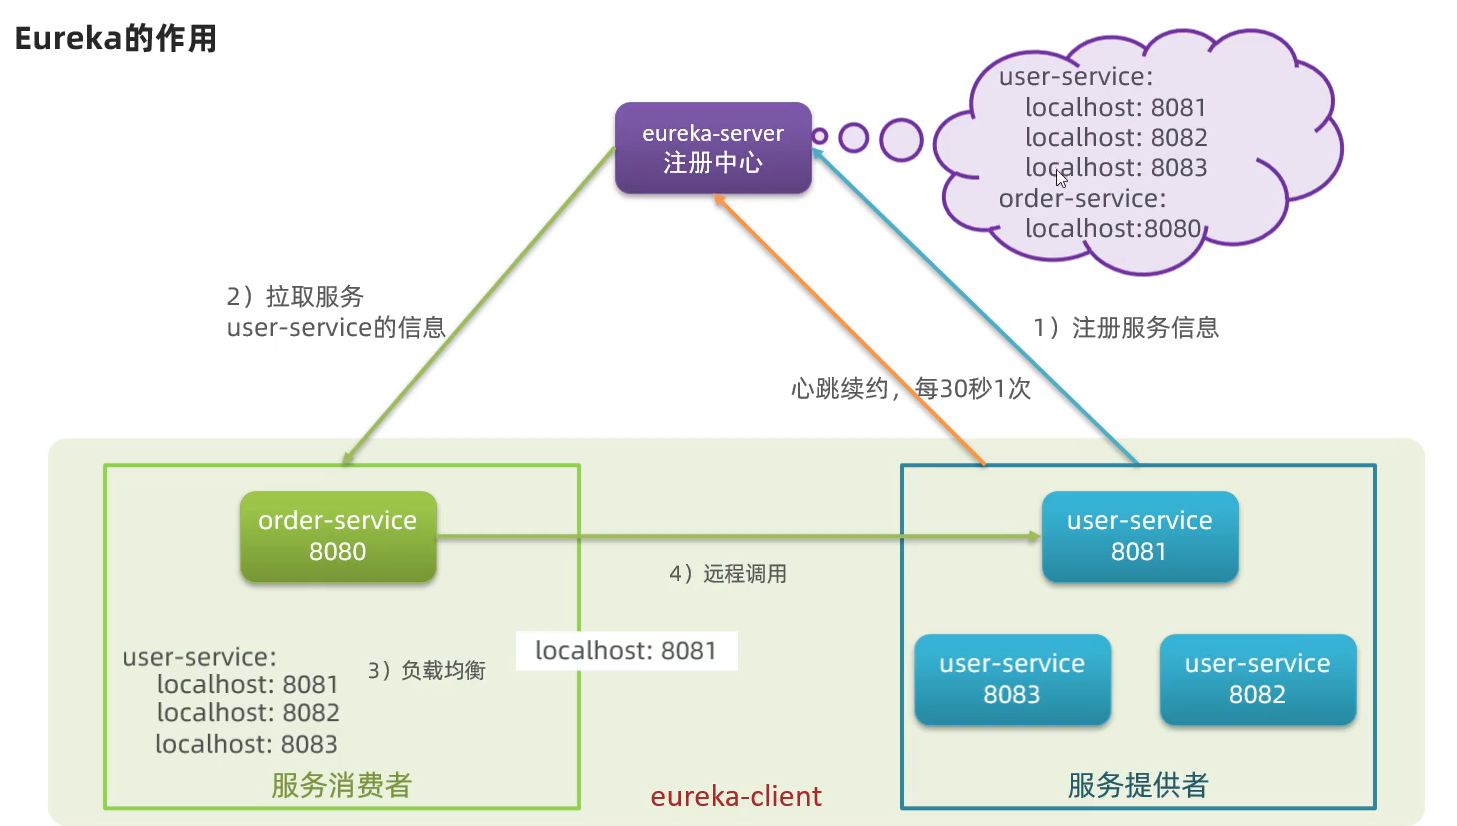 Eureka的作用
eureka-server
注册中心
user-service:
localhost: 8081
localhost: 8082
localhost: 8083
order-service:
localhost:8080
2）拉取服务
user-service的信息
1）注册服务信息
心跳续约，每30秒1次
order-service
8080
user-service
8081
4）远程调用
localhost: 8081
user-service:
localhost: 8081
localhost: 8082
localhost: 8083
3）负载均衡
user-service
8083
user-service
8082
服务消费者
eureka-client
服务提供者